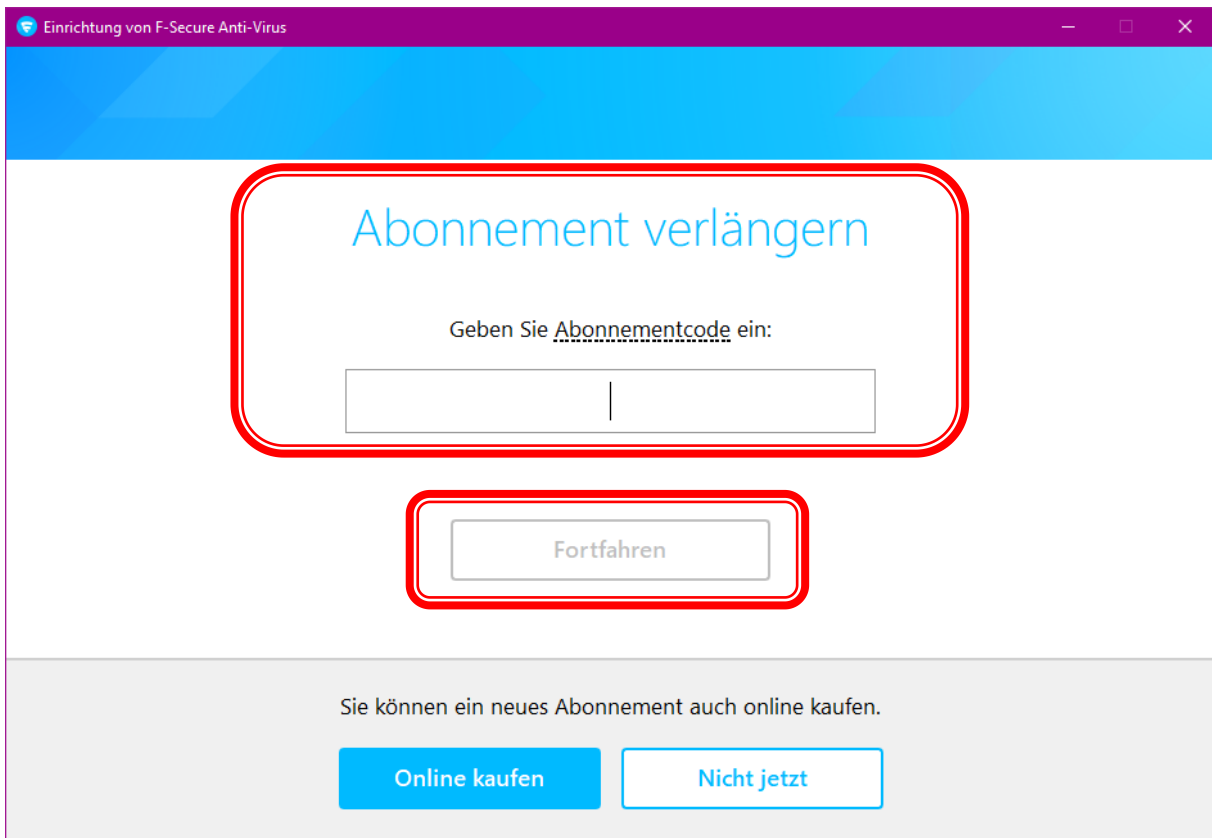 Einrichtung von F-Secure Anti-Virus
Abonnement verlängern
Geben Sie Abonnementcode ein:
Fortfahren
Sie können ein neues Abonnement auch online kaufen.
Online kaufen
Nicht jetzt